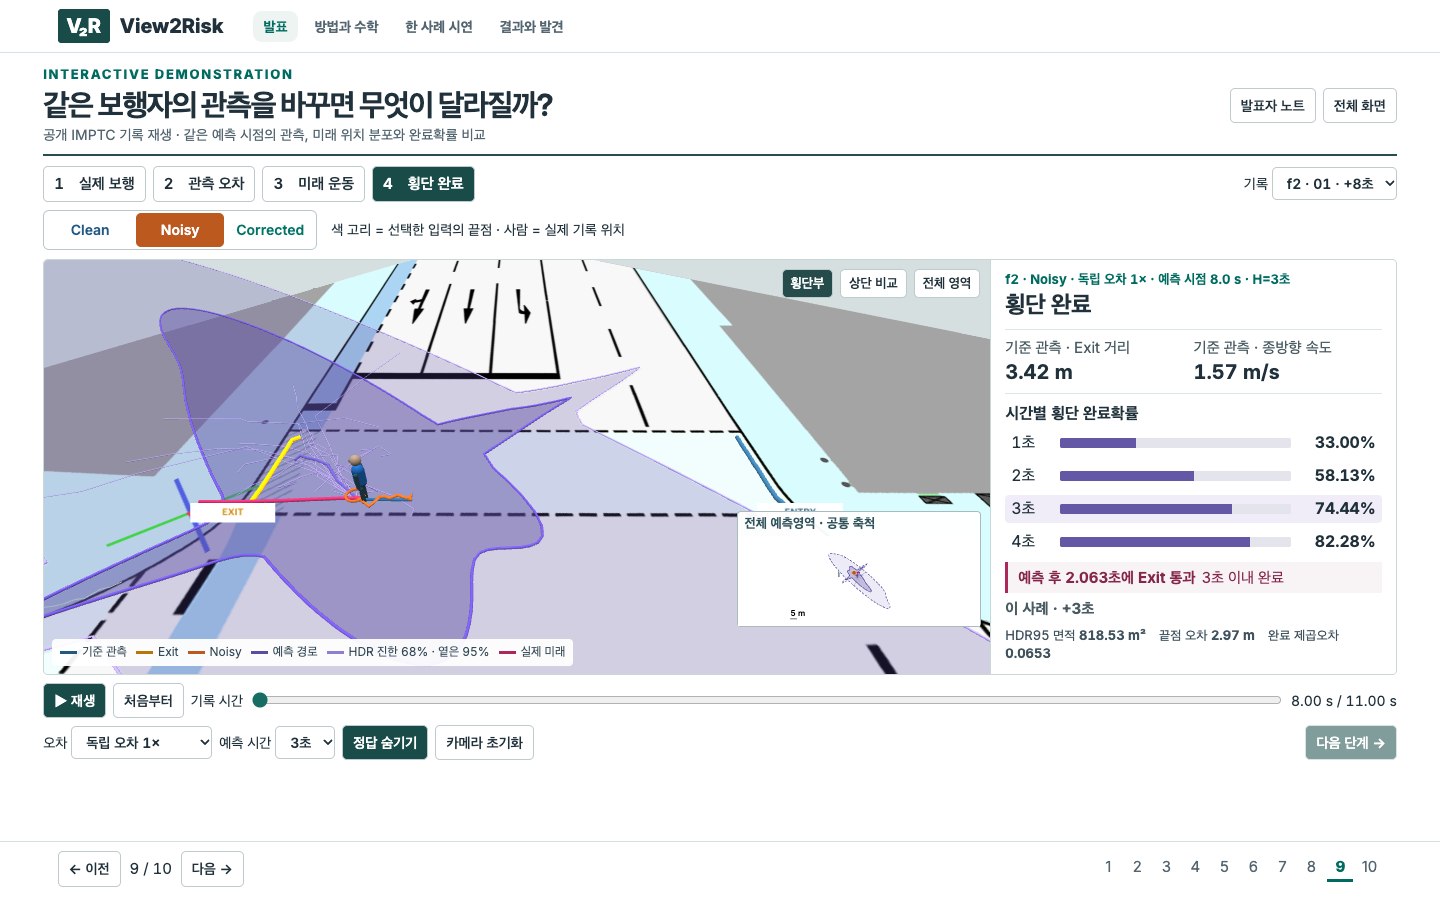 V2R View2Risk 발표 방법과 수학 한 사례 시연 결과와 발견
INTERACTIVE DEMONSTRATION
같은 보행자의 관측을 바꾸면 무엇이 달라질까?
공개 IMPTC 기록 재생 · 같은 예측 시점의 관측, 미래 위치 분포와 완료확률 비교
발표자 노트 전체 화면
1 실제 보행 2 관측 오차 3 미래 운동 4 횡단 완료
기록 f2 · 01 · +8초
Clean Noisy Corrected 색 고리 = 선택한 입력의 끝점 · 사람 = 실제 기록 위치
횡단부 상단 비교 전체 영역
EXIT
ENTRY
전체 예측영역 · 공통 축척
5 m
기준 관측 Exit Noisy 예측 경로 HDR 진한 68% · 옅은 95% 실제 미래
f2 · Noisy · 독립 오차 1× · 예측 시점 8.0 s · H=3초
횡단 완료
기준 관측 · Exit 거리 기준 관측 · 종방향 속도
3.42 m 1.57 m/s
시간별 횡단 완료확률
1초 33.00%
2초 58.13%
3초 74.44%
4초 82.28%
예측 후 2.063초에 Exit 통과 3초 이내 완료
이 사례 · +3초
HDR95 면적 818.53 m² 끝점 오차 2.97 m 완료 제곱오차
0.0653
▶ 재생 처음부터 기록 시간 8.00 s / 11.00 s
오차 독립 오차 1× 예측 시간 3초 정답 숨기기 카메라 초기화 다음 단계 →
← 이전 9 / 10 다음 → 1 2 3 4 5 6 7 8 9 10